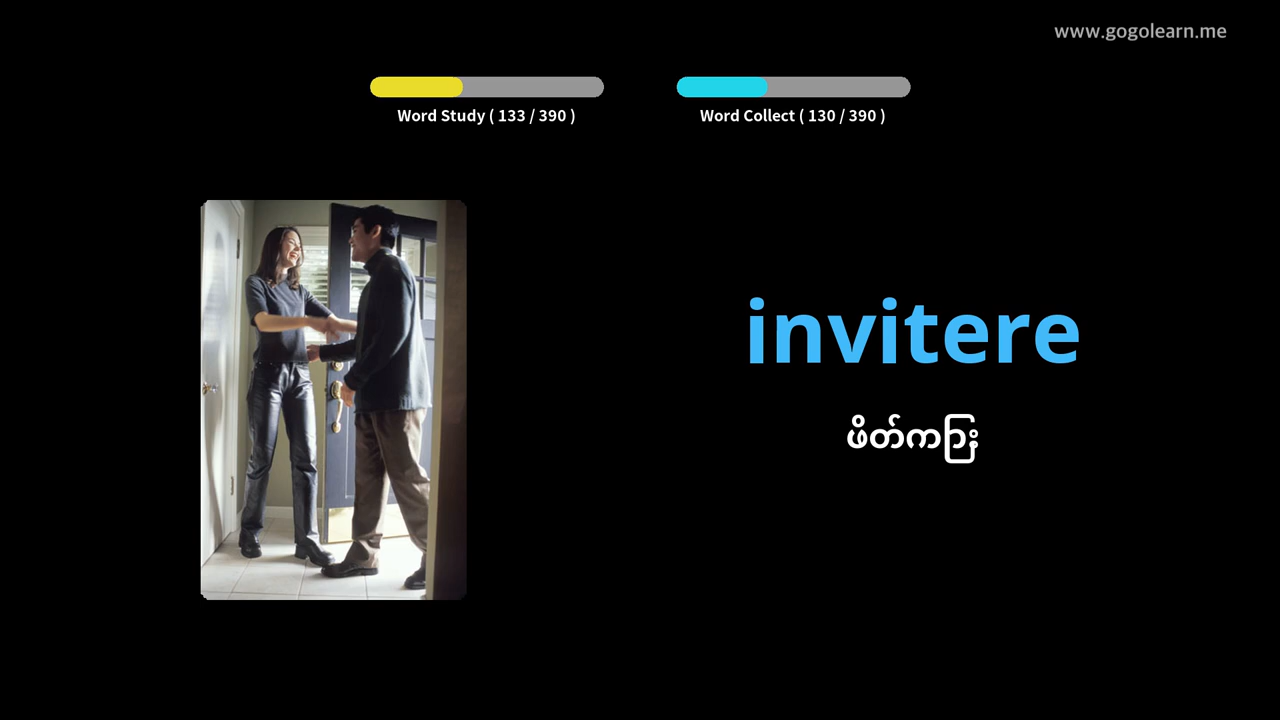 www.gogolearn.me
Word Study ( 133 / 390 )
Word Collect ( 130 / 390 )
invitere
ဖိတ်ကြား